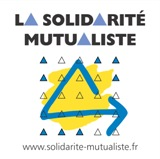 LA SOLIDARITÉ
MUTUALISTE
www.solidarite-mutualiste.fr